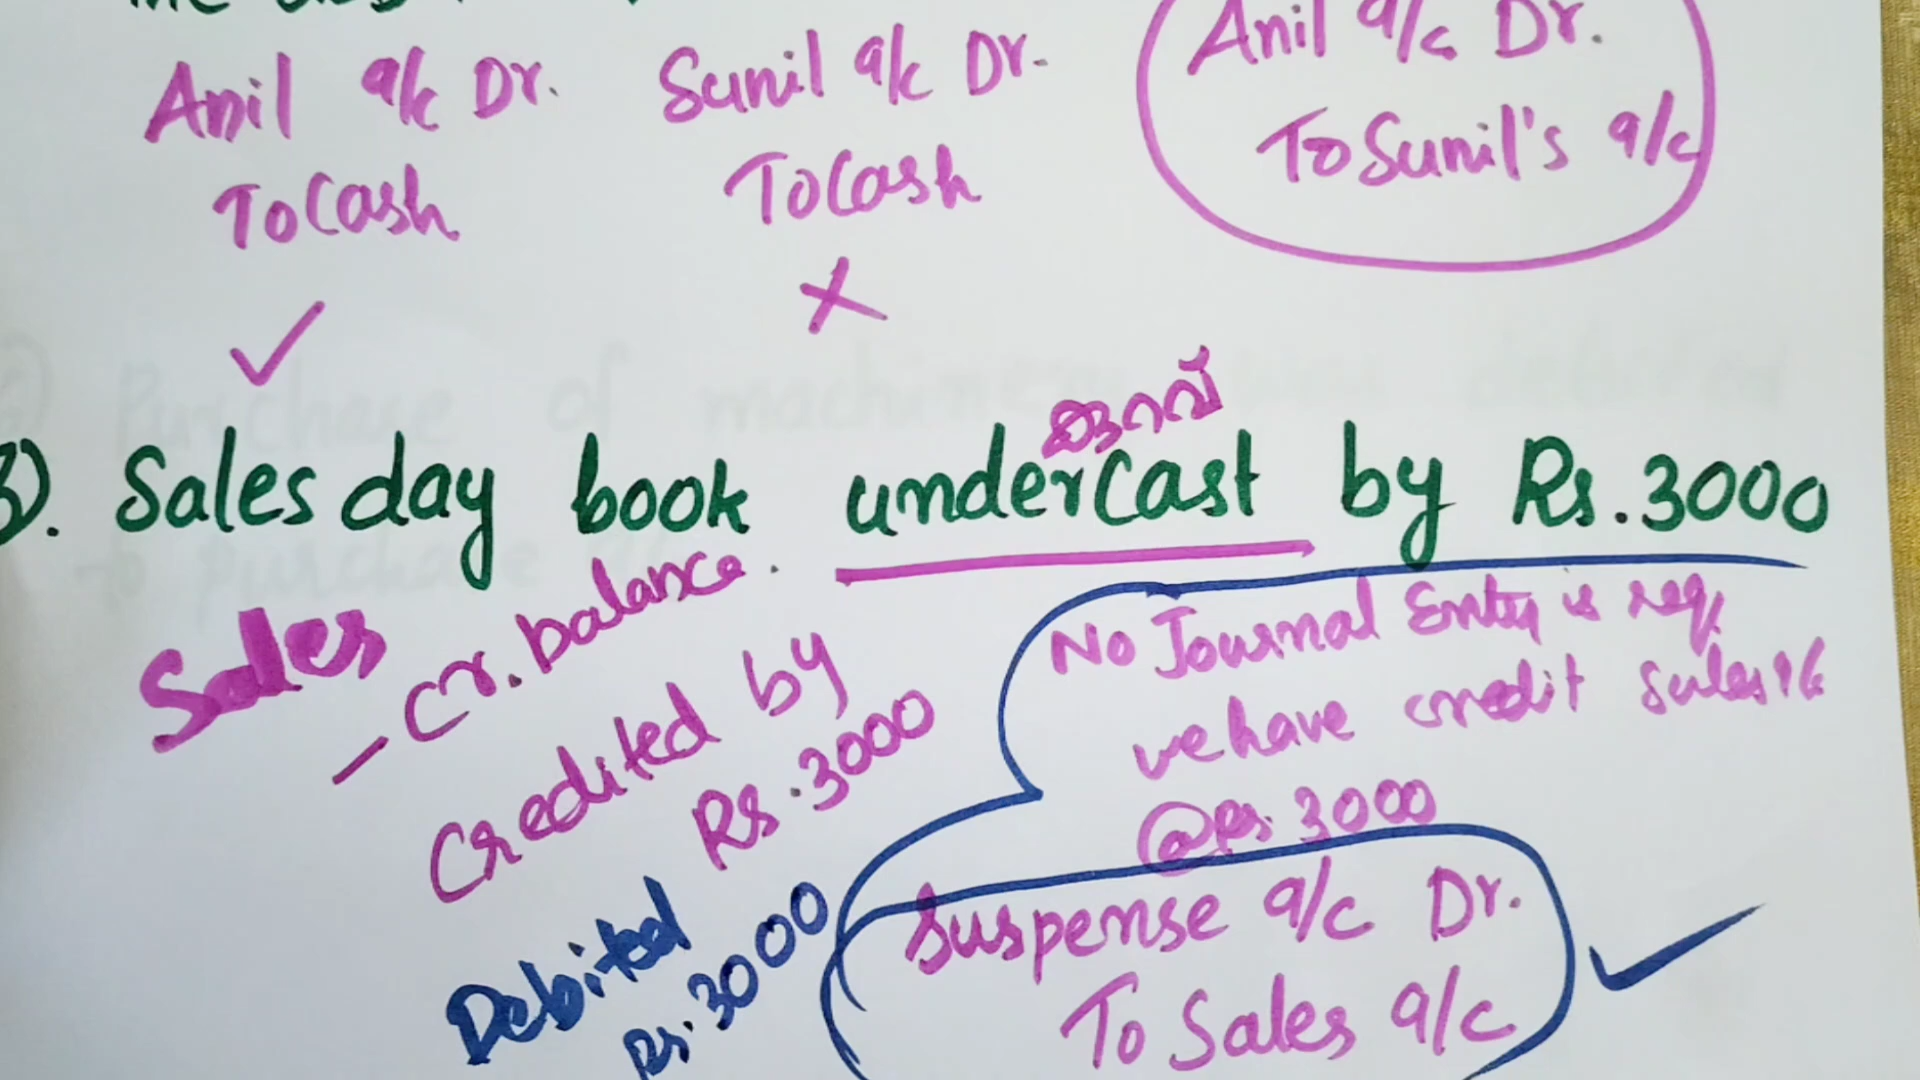 Anil a/c Dr.
To Cash
Sunil a/c Dr.
To Cash
Anil a/c Dr.
To Sunil's a/c
3). Sales day book undercast by Rs.3000
കുറവ്
Sales
- Cr. balance.
Credited by
Rs.3000
Debited
Rs.3000
No Journal Entry is req.
we have credit Sales a/c
@Rs.3000
Suspense a/c Dr.
To Sales a/c